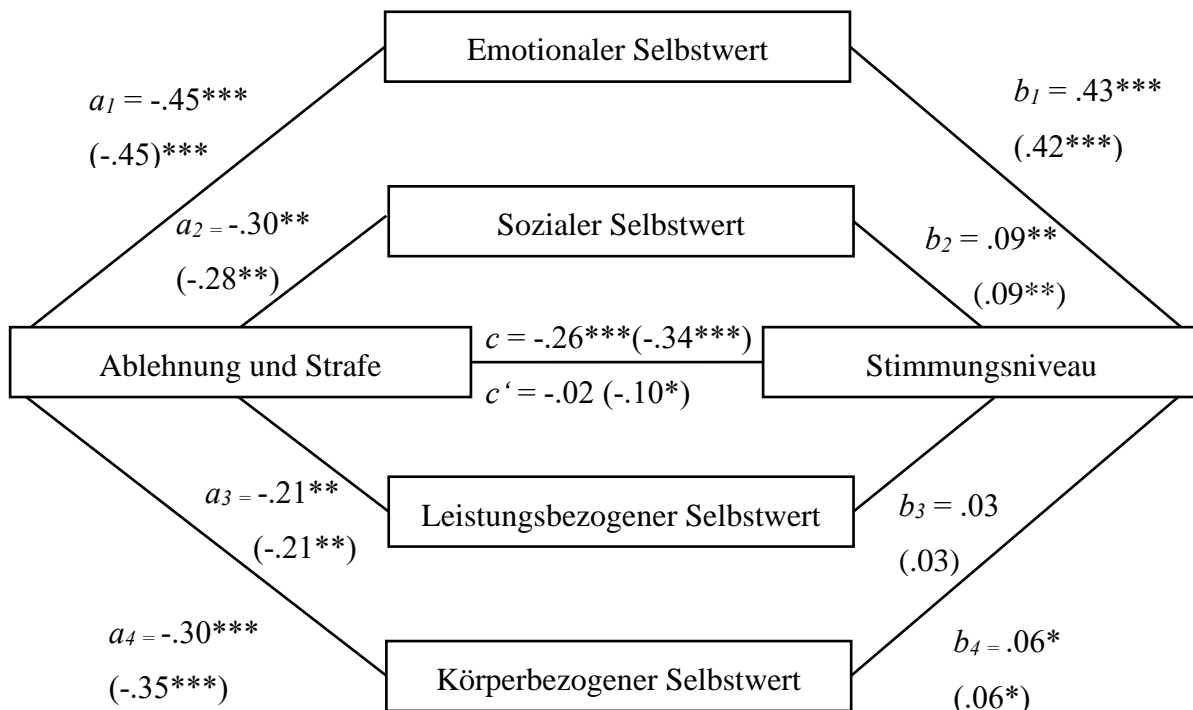 Emotionaler Selbstwert
a1 = -.45***
(-.45)***
b1 = .43***
(.42***)
Sozialer Selbstwert
a2 = -.30**
(-.28**)
b2 = .09**
(.09**)
Ablehnung und Strafe
c = -.26***(-.34***)
c‘ = -.02 (-.10*)
Stimmungsniveau
a3 = -.21**
(-.21**)
Leistungsbezogener Selbstwert
b3 = .03
(.03)
a4 = -.30***
(-.35***)
Körperbezogener Selbstwert
b4 = .06*
(.06*)